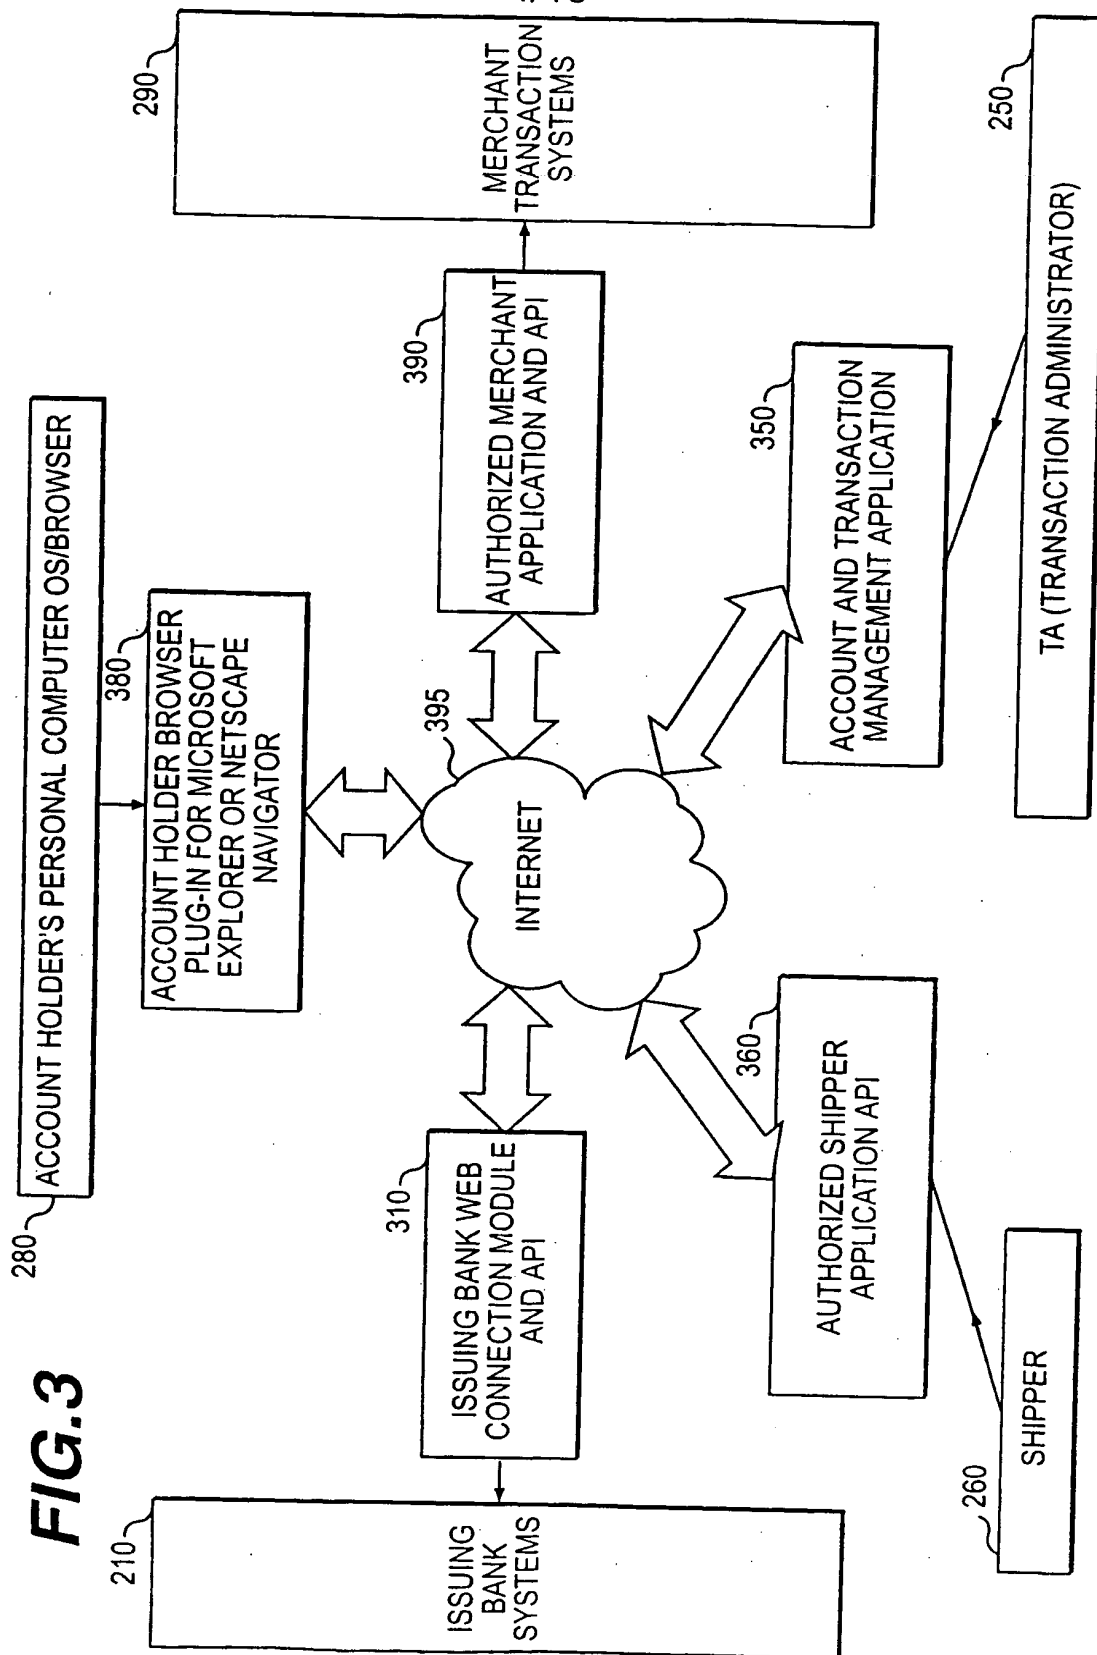 FIG.3
280
ACCOUNT HOLDER'S PERSONAL COMPUTER OS/BROWSER
380
ACCOUNT HOLDER BROWSER
PLUG-IN FOR MICROSOFT
EXPLORER OR NETSCAPE
NAVIGATOR
210
ISSUING
BANK
SYSTEMS
310
ISSUING BANK WEB
CONNECTION MODULE
AND API
395
INTERNET
390
AUTHORIZED MERCHANT
APPLICATION AND API
290
MERCHANT
TRANSACTION
SYSTEMS
360
AUTHORIZED SHIPPER
APPLICATION API
350
ACCOUNT AND TRANSACTION
MANAGEMENT APPLICATION
260
SHIPPER
250
TA (TRANSACTION ADMINISTRATOR)